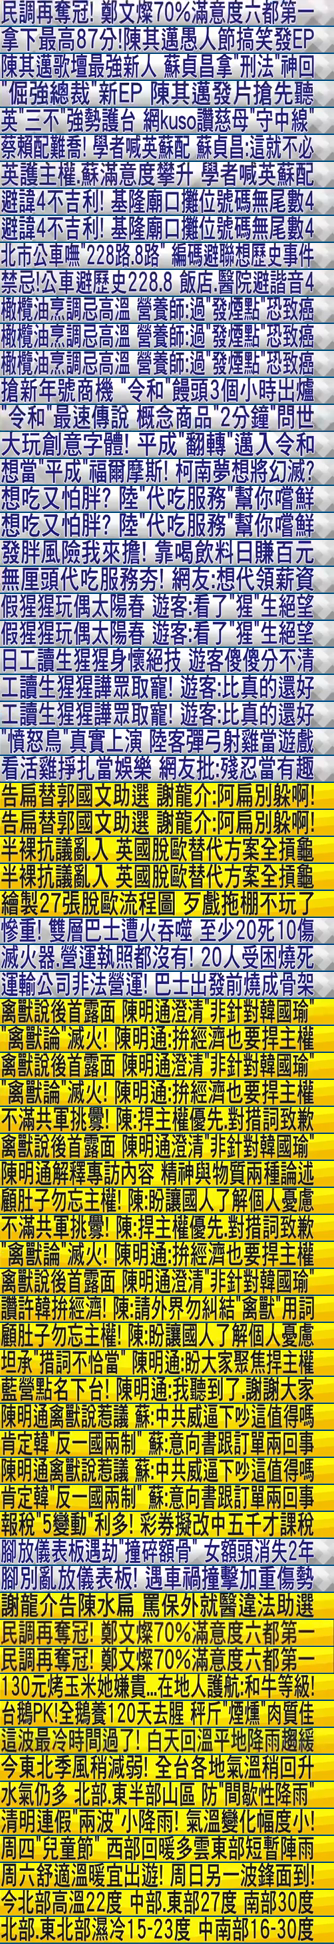 民調再奪冠! 鄭文燦70%滿意度六都第一
拿下最高87分!陳其邁愚人節搞笑發EP
陳其邁歌壇最強新人 蘇貞昌拿"刑法"神回
"倔強總裁"新EP 陳其邁發片搶先聽
英"三不"強勢護台 網kuso讚慈母"守中線"
蔡賴配難喬! 學者喊英蘇配 蘇貞昌:這就不必
英護主權.蘇滿意度攀升 學者喊英蘇配
避諱4不吉利! 基隆廟口攤位號碼無尾數4
避諱4不吉利! 基隆廟口攤位號碼無尾數4
北市公車嘸"228路.8路" 編碼避聯想歷史事件
禁忌!公車避歷史228.8 飯店.醫院避諧音4
橄欖油烹調忌高溫 營養師:過"發煙點"恐致癌
橄欖油烹調忌高溫 營養師:過"發煙點"恐致癌
橄欖油烹調忌高溫 營養師:過"發煙點"恐致癌
搶新年號商機 "令和"饅頭3個小時出爐
"令和"最速傳說 概念商品"2分鐘"問世
大玩創意字體! 平成"翻轉"邁入令和
想當"平成"福爾摩斯! 柯南夢想將幻滅?
想吃又怕胖? 陸"代吃服務"幫你嚐鮮
想吃又怕胖? 陸"代吃服務"幫你嚐鮮
發胖風險我來擔! 靠喝飲料日賺百元
無厘頭代吃服務夯! 網友:想代領薪資
假猩猩玩偶太陽春 遊客:看了"猩"生絕望
假猩猩玩偶太陽春 遊客:看了"猩"生絕望
日工讀生猩猩身懷絕技 遊客傻傻分不清
工讀生猩猩譁眾取寵! 遊客:比真的還好
工讀生猩猩譁眾取寵! 遊客:比真的還好
"憤怒鳥"真實上演 陸客彈弓射雞當遊戲
看活雞掙扎當娛樂 網友批:殘忍當有趣
告扁替郭國文助選 謝龍介:阿扁別躲啊!
告扁替郭國文助選 謝龍介:阿扁別躲啊!
半裸抗議亂入 英國脫歐替代方案全摃龜
半裸抗議亂入 英國脫歐替代方案全摃龜
繪製27張脫歐流程圖 歹戲拖棚不玩了
慘重! 雙層巴士遭火吞噬 至少20死10傷
滅火器.營運執照都沒有! 20人受困燒死
運輸公司非法營運! 巴士出發前燒成骨架
禽獸說後首露面 陳明通澄清"非針對韓國瑜"
"禽獸論"滅火! 陳明通:拚經濟也要捍主權
禽獸說後首露面 陳明通澄清"非針對韓國瑜"
"禽獸論"滅火! 陳明通:拚經濟也要捍主權
不滿共軍挑釁! 陳:捍主權優先.對措詞致歉
禽獸說後首露面 陳明通澄清"非針對韓國瑜"
陳明通解釋專訪內容 精神與物質兩種論述
顧肚子勿忘主權! 陳:盼讓國人了解個人憂慮
不滿共軍挑釁! 陳:捍主權優先.對措詞致歉
"禽獸論"滅火! 陳明通:拚經濟也要捍主權
禽獸說後首露面 陳明通澄清"非針對韓國瑜"
讚許韓拚經濟! 陳:請外界勿糾結"禽獸"用詞
顧肚子勿忘主權! 陳:盼讓國人了解個人憂慮
坦承"措詞不恰當" 陳明通:盼大家聚焦捍主權
藍營點名下台! 陳明通:我聽到了.謝謝大家
陳明通禽獸說惹議 蘇:中共威逼下吵這值得嗎
肯定韓"反一國兩制" 蘇:意向書跟訂單兩回事
陳明通禽獸說惹議 蘇:中共威逼下吵這值得嗎
肯定韓"反一國兩制" 蘇:意向書跟訂單兩回事
報稅"5變動"利多! 彩券擬改中五千才課稅
腳放儀表板遇劫"撞碎額骨" 女額頭消失2年
腳別亂放儀表板! 遇車禍撞擊加重傷勢
謝龍介告陳水扁 罵保外就醫違法助選
民調再奪冠! 鄭文燦70%滿意度六都第一
民調再奪冠! 鄭文燦70%滿意度六都第一
130元烤玉米她嫌貴...在地人護航:和牛等級!
台鵝PK!全鵝養120天去腥 秤斤"煙燻"肉質佳
這波最冷時間過了! 白天回溫平地降雨趨緩
今東北季風稍減弱! 全台各地氣溫稍回升
水氣仍多 北部.東半部山區 防"間歇性降雨"
清明連假"兩波"小降雨! 氣溫變化幅度小!
周四"兒童節" 西部回暖多雲東部短暫陣雨
周六舒適溫暖宜出遊! 周日另一波鋒面到!
今北部高溫22度 中部.東部27度 南部30度
北部.東北部濕冷15-23度 中南部16-30度